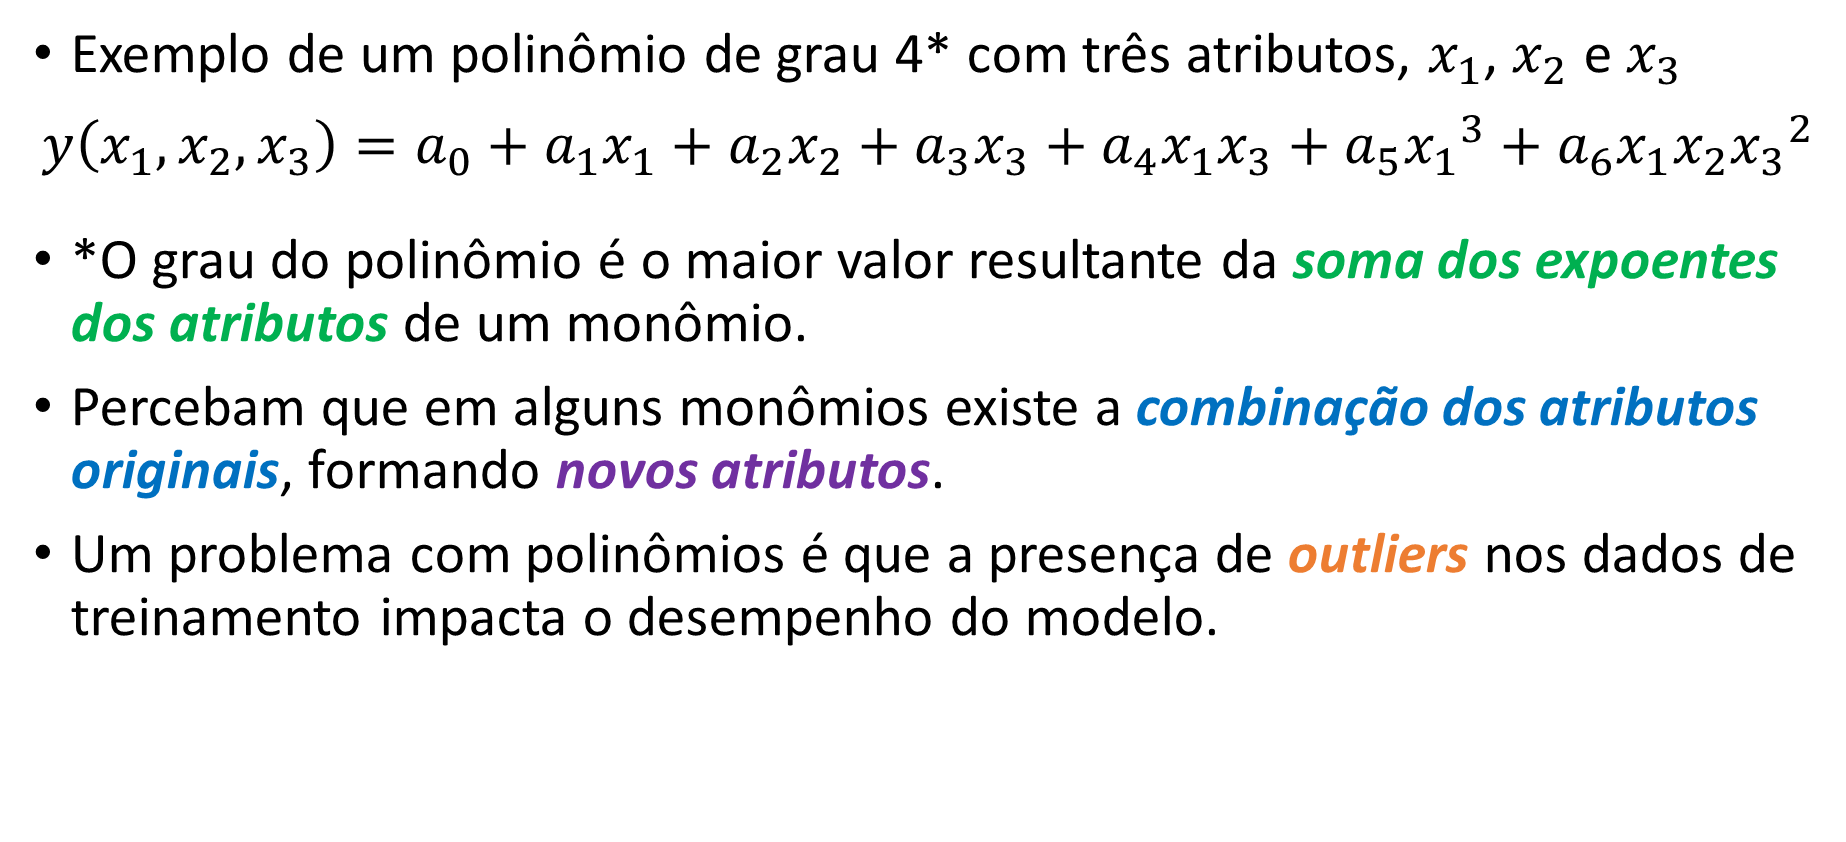 • Exemplo de um polinômio de grau 4* com três atributos, x₁, x₂ e x₃
y(x₁, x₂, x₃) = a₀ + a₁x₁ + a₂x₂ + a₃x₃ + a₄x₁x₃ + a₅x₁³ + a₆x₁x₂x₃²
• *O grau do polinômio é o maior valor resultante da soma dos expoentes
dos atributos de um monômio.
• Percebam que em alguns monômios existe a combinação dos atributos
originais, formando novos atributos.
• Um problema com polinômios é que a presença de outliers nos dados de
treinamento impacta o desempenho do modelo.